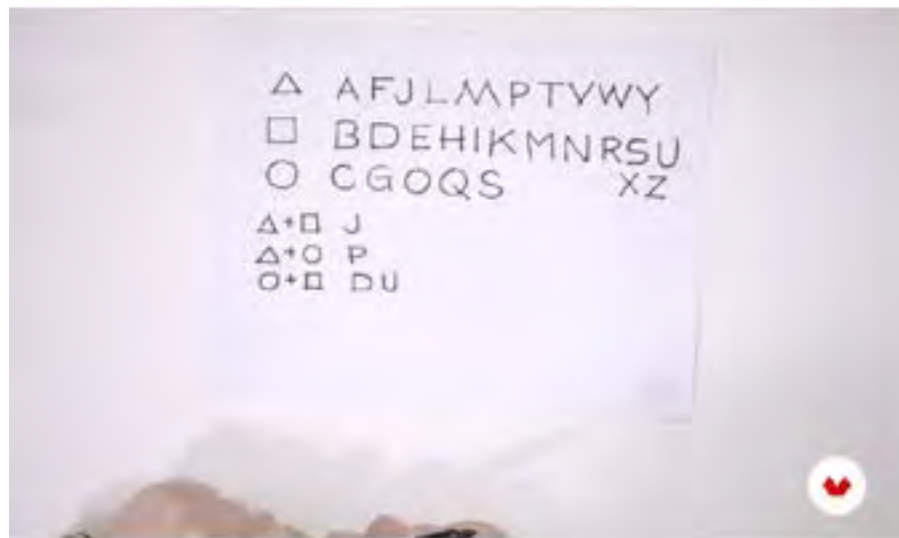 △ AFJLMPTVWY
□ BDEHIKMNRSU
○ CGOQS XZ
△+□ J
△+○ P
○+□ DU